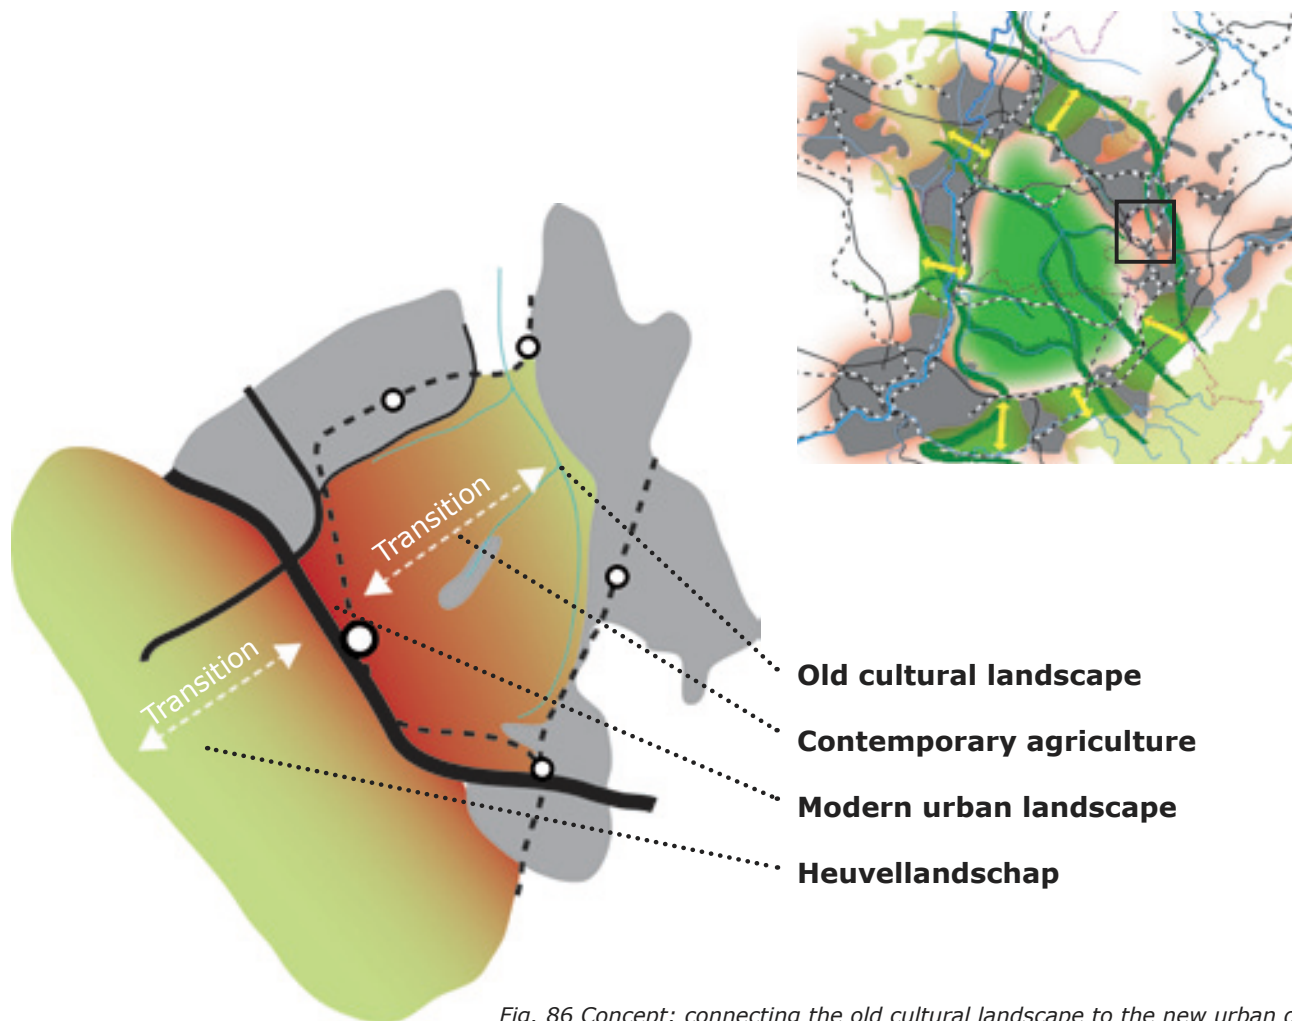 Transition
Transition
Old cultural landscape
Contemporary agriculture
Modern urban landscape
Heuvellandschap
Fig. 86 Concept: connecting the old cultural landscape to the new urban